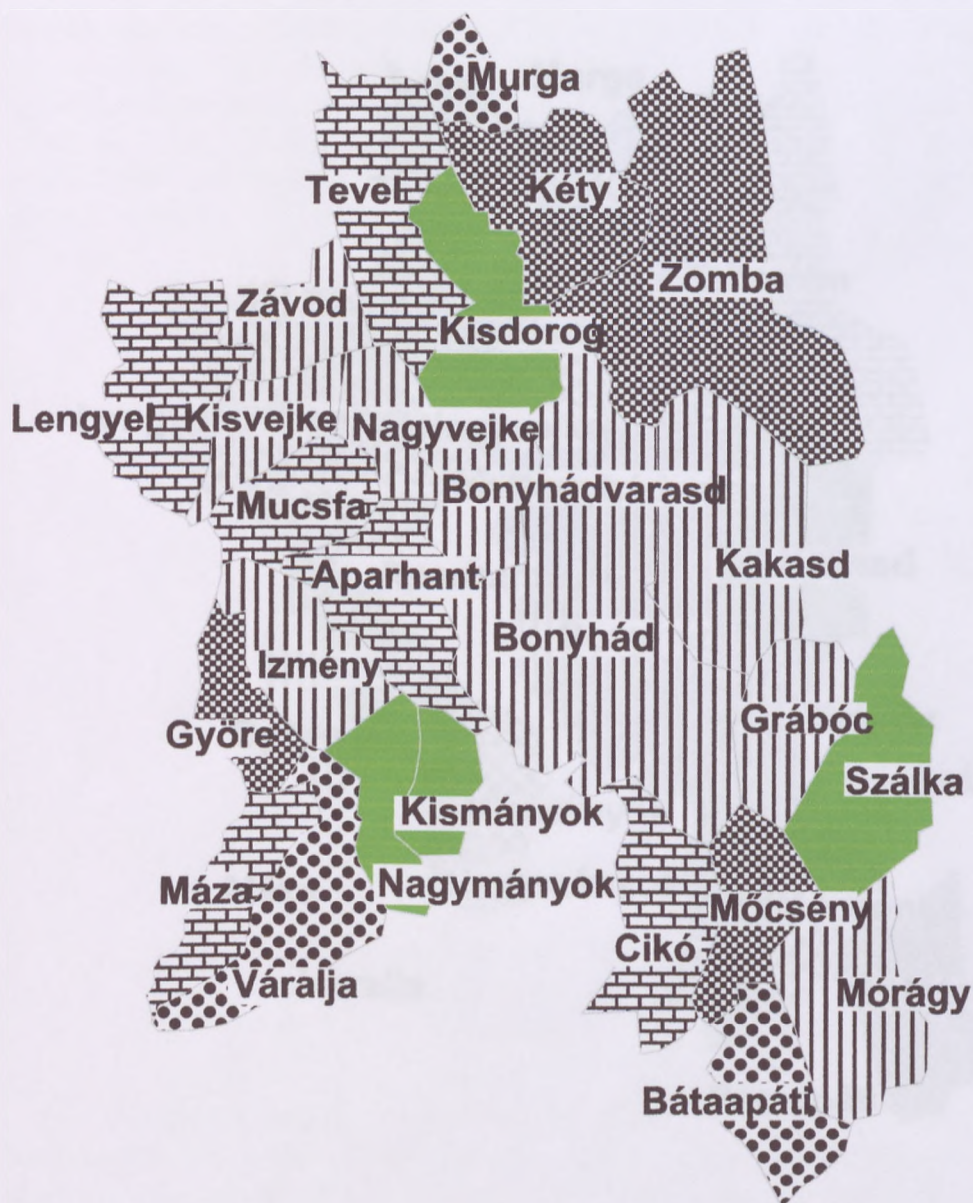 Murga
Tevel
Kéty
Zomba
Závod
Kisdorog
Lengyel
Kisvejke
Nagyvejke
Mucsfa
Bonyhádvarasd
Aparhant
Kakasd
Izmény
Bonyhád
Györe
Grábóc
Szálka
Kismányok
Máza
Nagymányok
Mőcsény
Cikó
Váralja
Mórágy
Bátaapáti